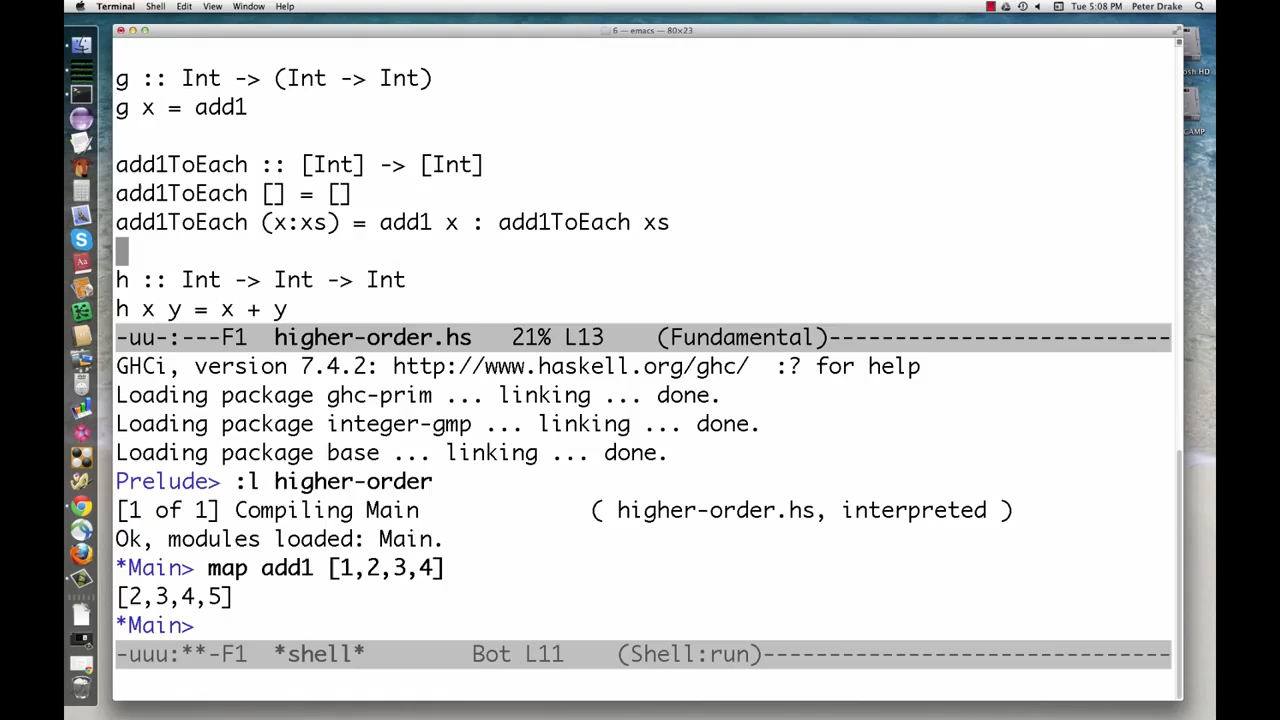 Terminal Shell Edit View Window Help Tue 5:08 PM Peter Drake
6 — emacs — 80×23
g :: Int -> (Int -> Int)
g x = add1
add1ToEach :: [Int] -> [Int]
add1ToEach [] = []
add1ToEach (x:xs) = add1 x : add1ToEach xs
h :: Int -> Int -> Int
h x y = x + y
-uu-:---F1 higher-order.hs 21% L13 (Fundamental)--------------------------
GHCi, version 7.4.2: http://www.haskell.org/ghc/ :? for help
Loading package ghc-prim ... linking ... done.
Loading package integer-gmp ... linking ... done.
Loading package base ... linking ... done.
Prelude> :l higher-order
[1 of 1] Compiling Main ( higher-order.hs, interpreted )
Ok, modules loaded: Main.
*Main> map add1 [1,2,3,4]
[2,3,4,5]
*Main>
-uuu:**-F1 *shell* Bot L11 (Shell:run)-------------------------------